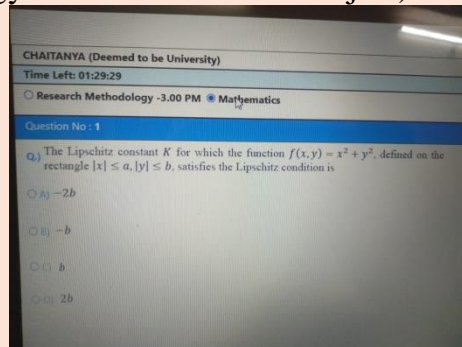 CHAITANYA (Deemed to be University)
Time Left: 01:29:29
Research Methodology -3.00 PM Mathematics
Question No : 1
Q.) The Lipschitz constant K for which the function f(x, y) = x² + y², defined on the
rectangle |x| ≤ a, |y| ≤ b, satisfies the Lipschitz condition is
A) −2b
B) −b
C) b
D) 2b